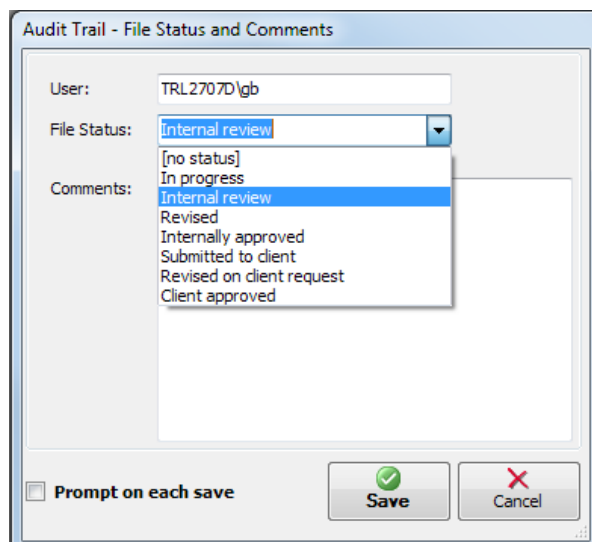 Audit Trail - File Status and Comments
User: TRL2707D\gb
File Status: Internal review
[no status]
In progress
Comments: Internal review
Revised
Internally approved
Submitted to client
Revised on client request
Client approved
Prompt on each save Save Cancel